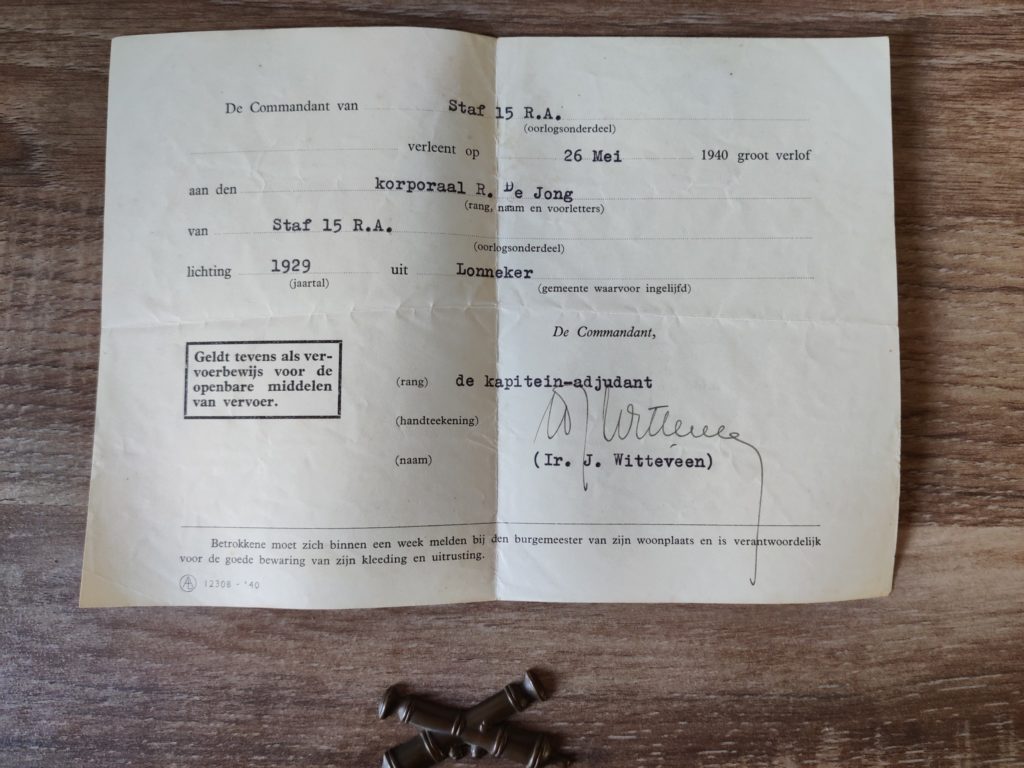 De Commandant van Staf 15 R.A.
(oorlogsonderdeel)
verleent op 26 Mei 1940 groot verlof
aan den korporaal R. De Jong
(rang, naam en voorletters)
van Staf 15 R.A.
(oorlogsonderdeel)
lichting 1929 uit Lonneker
(jaartal) (gemeente waarvoor ingelijfd)
De Commandant,
Geldt tevens als ver-
voerbewijs voor de
openbare middelen
van vervoer.
(rang) de kapitein-adjudant
(handteekening) Witteveen
(naam) (Ir. J. Witteveen)
Betrokkene moet zich binnen een week melden bij den burgemeester van zijn woonplaats en is verantwoordelijk
voor de goede bewaring van zijn kleeding en uitrusting.
12308 - '40